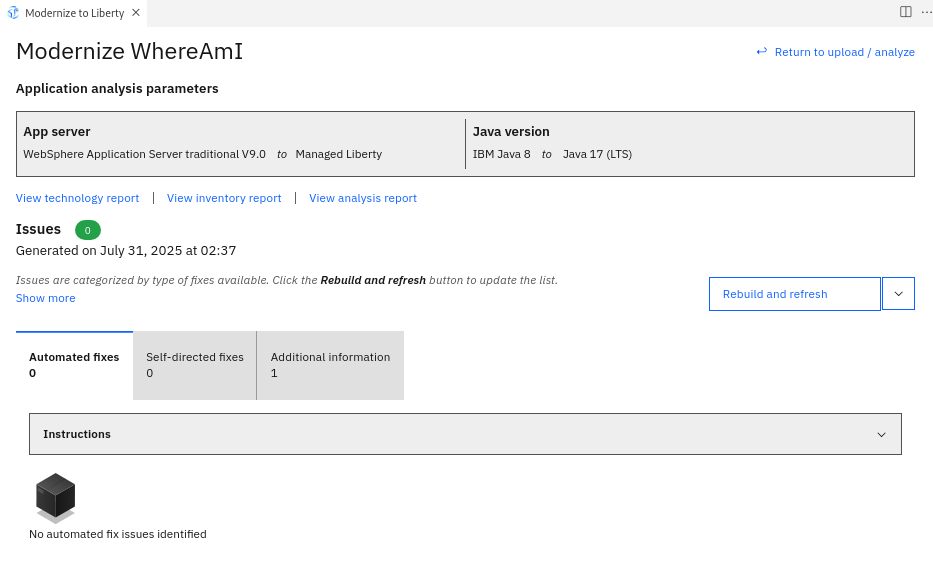 Modernize to Liberty
Modernize WhereAmI
Return to upload / analyze
Application analysis parameters
App server
WebSphere Application Server traditional V9.0 to Managed Liberty
Java version
IBM Java 8 to Java 17 (LTS)
View technology report | View inventory report | View analysis report
Issues 0
Generated on July 31, 2025 at 02:37
Issues are categorized by type of fixes available. Click the Rebuild and refresh button to update the list.
Show more
Rebuild and refresh
Automated fixes
0
Self-directed fixes
0
Additional information
1
Instructions
No automated fix issues identified